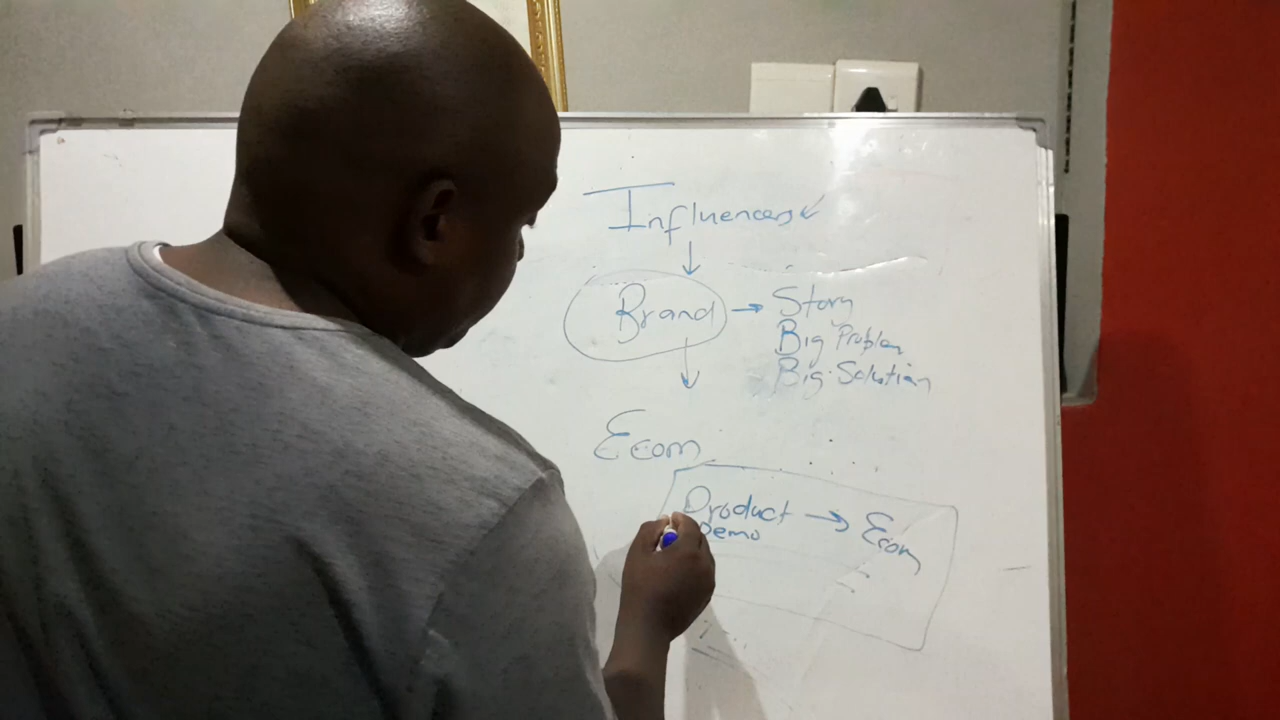 Influencers ✓
↓
Brand → Story
Big Problem
Big Solution
↓
Ecom
Product → Ecom
Demo